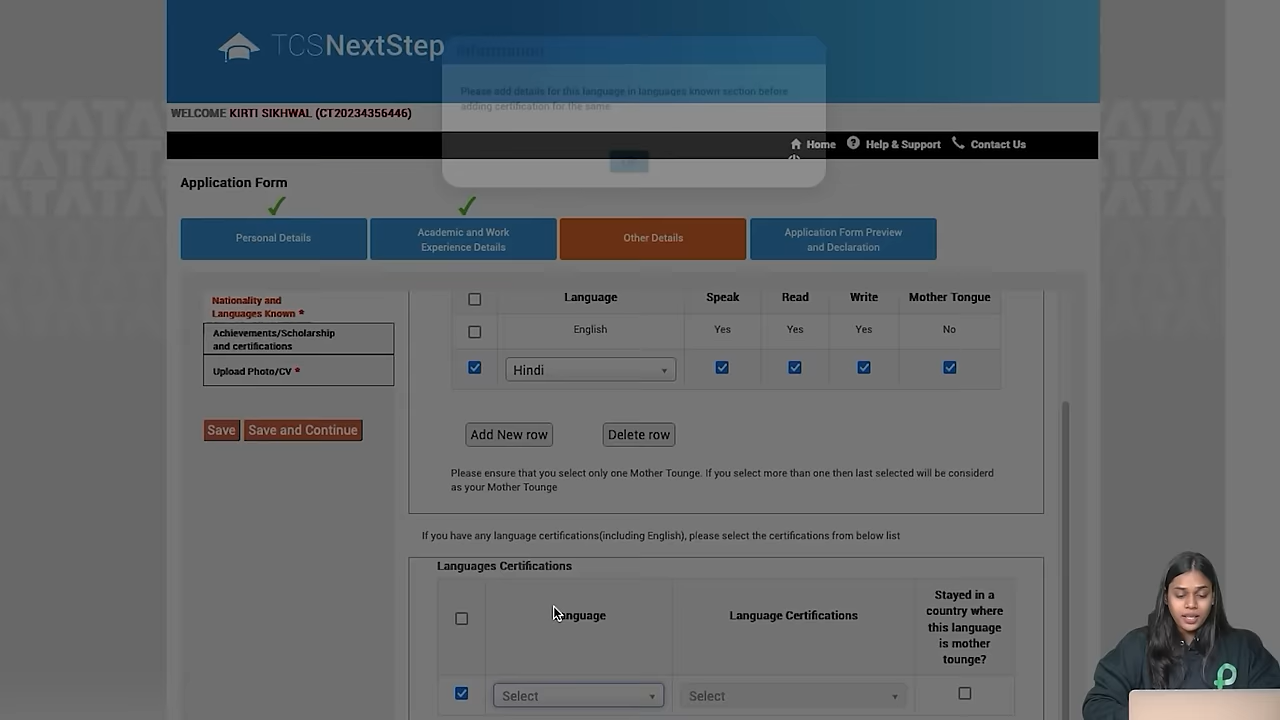 TCSNextStep
Information
Please add details for this language in languages known section before
adding certification for the same
WELCOME KIRTI SIKHWAL (CT20234356446)
Home Help & Support Contact Us
Application Form
Personal Details
Academic and Work
Experience Details
Other Details
Application Form Preview
and Declaration
Nationality and
Languages Known *
Achievements/Scholarship
and certifications
Upload Photo/CV *
Save Save and Continue
Language Speak Read Write Mother Tongue
English Yes Yes Yes No
Hindi
Add New row Delete row
Please ensure that you select only one Mother Tounge. If you select more than one then last selected will be considerd
as your Mother Tounge
If you have any language certifications(including English), please select the certifications from below list
Languages Certifications
Language Language Certifications
Stayed in a
country where
this language
is mother
tounge?
Select Select